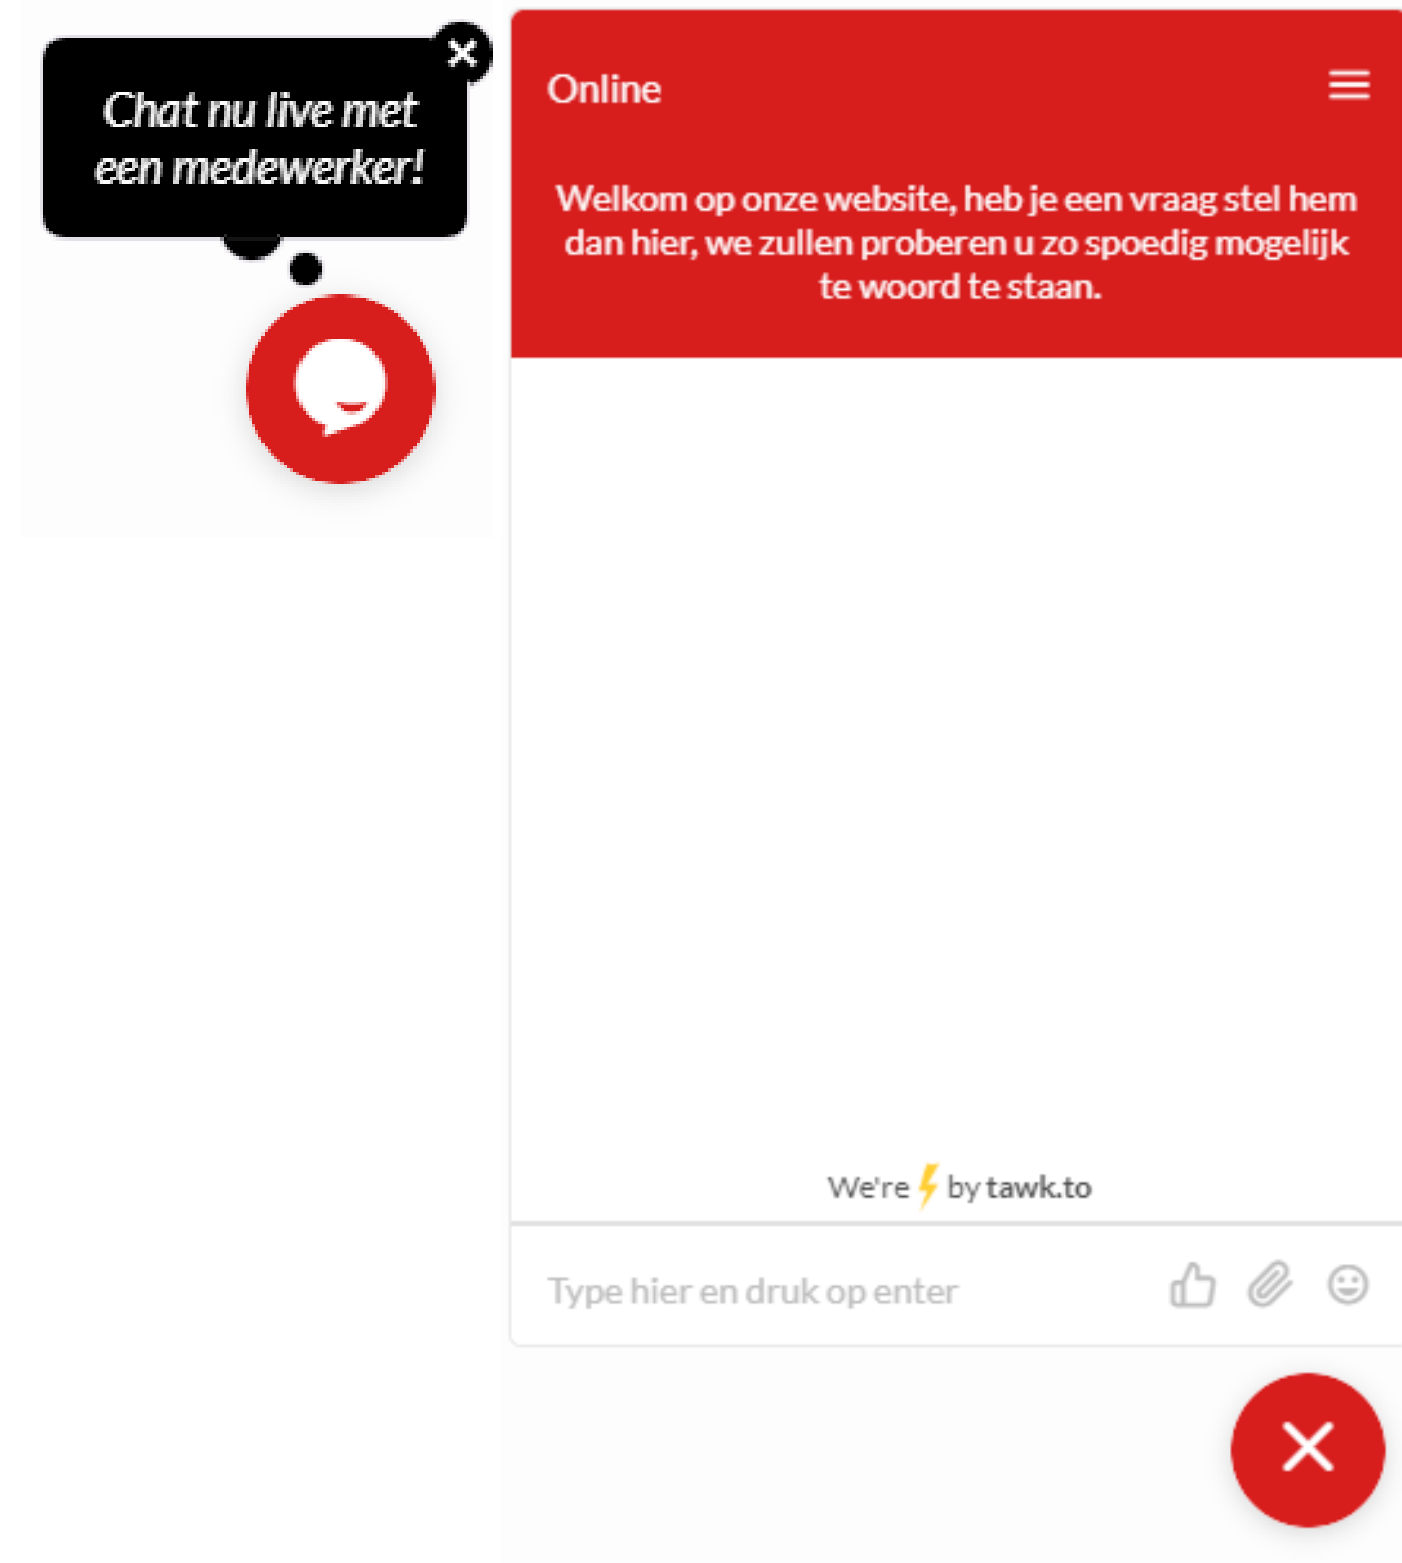 Chat nu live met
een medewerker!
Online
Welkom op onze website, heb je een vraag stel hem
dan hier, we zullen proberen u zo spoedig mogelijk
te woord te staan.
We're⚡by tawk.to
Type hier en druk op enter